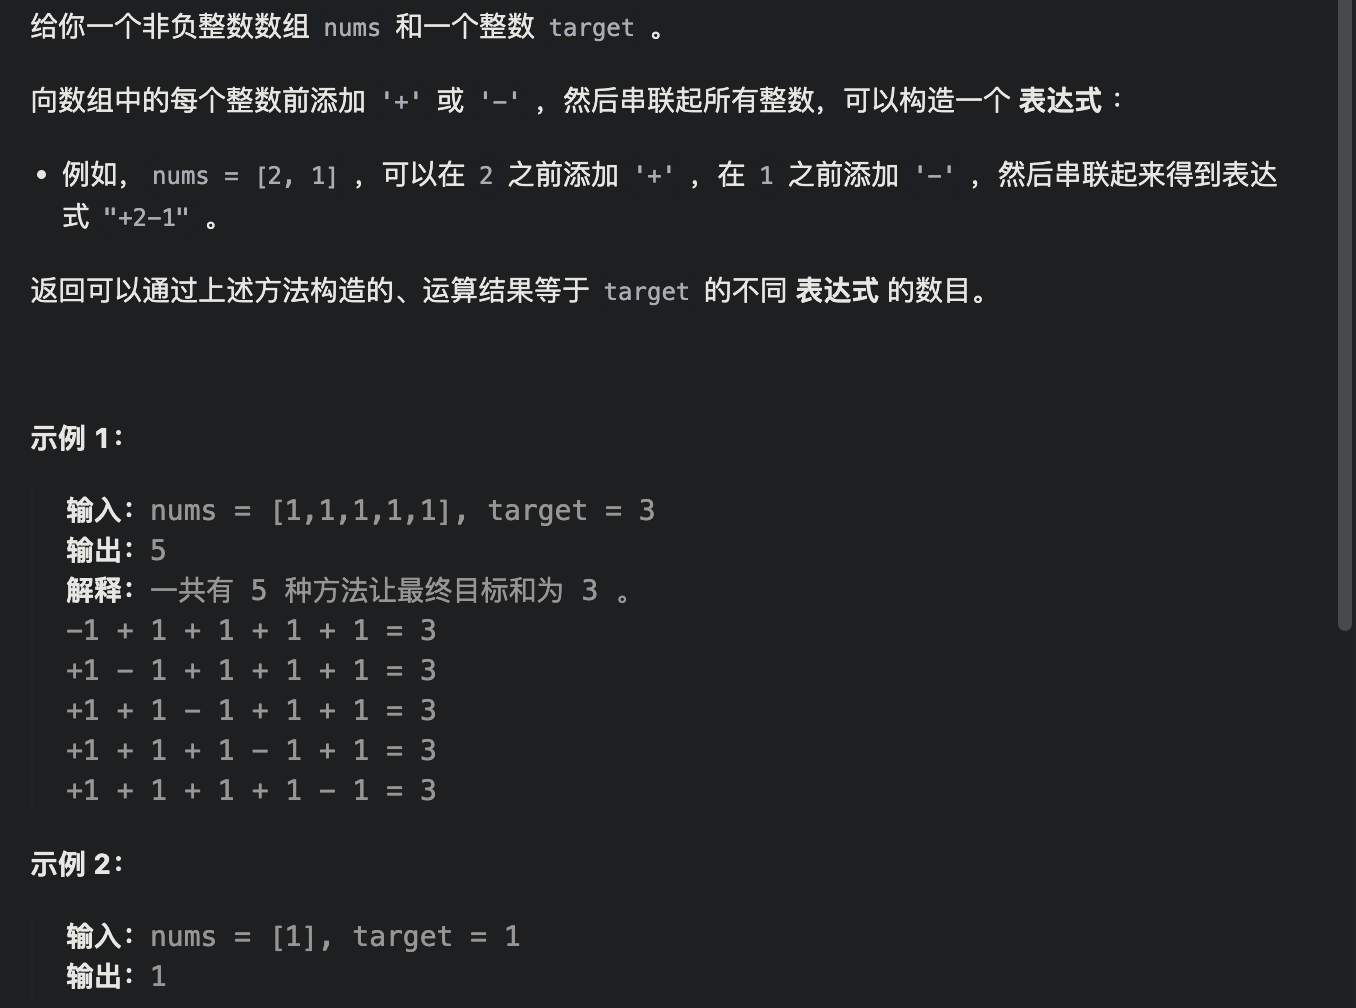 给你一个非负整数数组 nums 和一个整数 target 。
向数组中的每个整数前添加 '+' 或 '-' ，然后串联起所有整数，可以构造一个 表达式 ：
• 例如， nums = [2, 1] ，可以在 2 之前添加 '+' ，在 1 之前添加 '-' ，然后串联起来得到表达
式 "+2-1" 。
返回可以通过上述方法构造的、运算结果等于 target 的不同 表达式 的数目。
示例 1：
输入：nums = [1,1,1,1,1], target = 3
输出：5
解释：一共有 5 种方法让最终目标和为 3 。
-1 + 1 + 1 + 1 + 1 = 3
+1 - 1 + 1 + 1 + 1 = 3
+1 + 1 - 1 + 1 + 1 = 3
+1 + 1 + 1 - 1 + 1 = 3
+1 + 1 + 1 + 1 - 1 = 3
示例 2：
输入：nums = [1], target = 1
输出：1